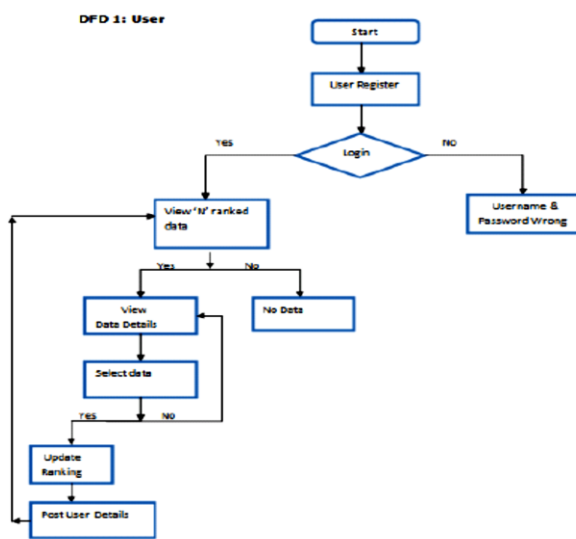 DFD 1: User
Start
User Register
Login
Yes
No
View 'N' ranked
data
Username &
Password Wrong
Yes
No
View
Data Details
No Data
Select data
Yes
No
Update
Ranking
Post User Details